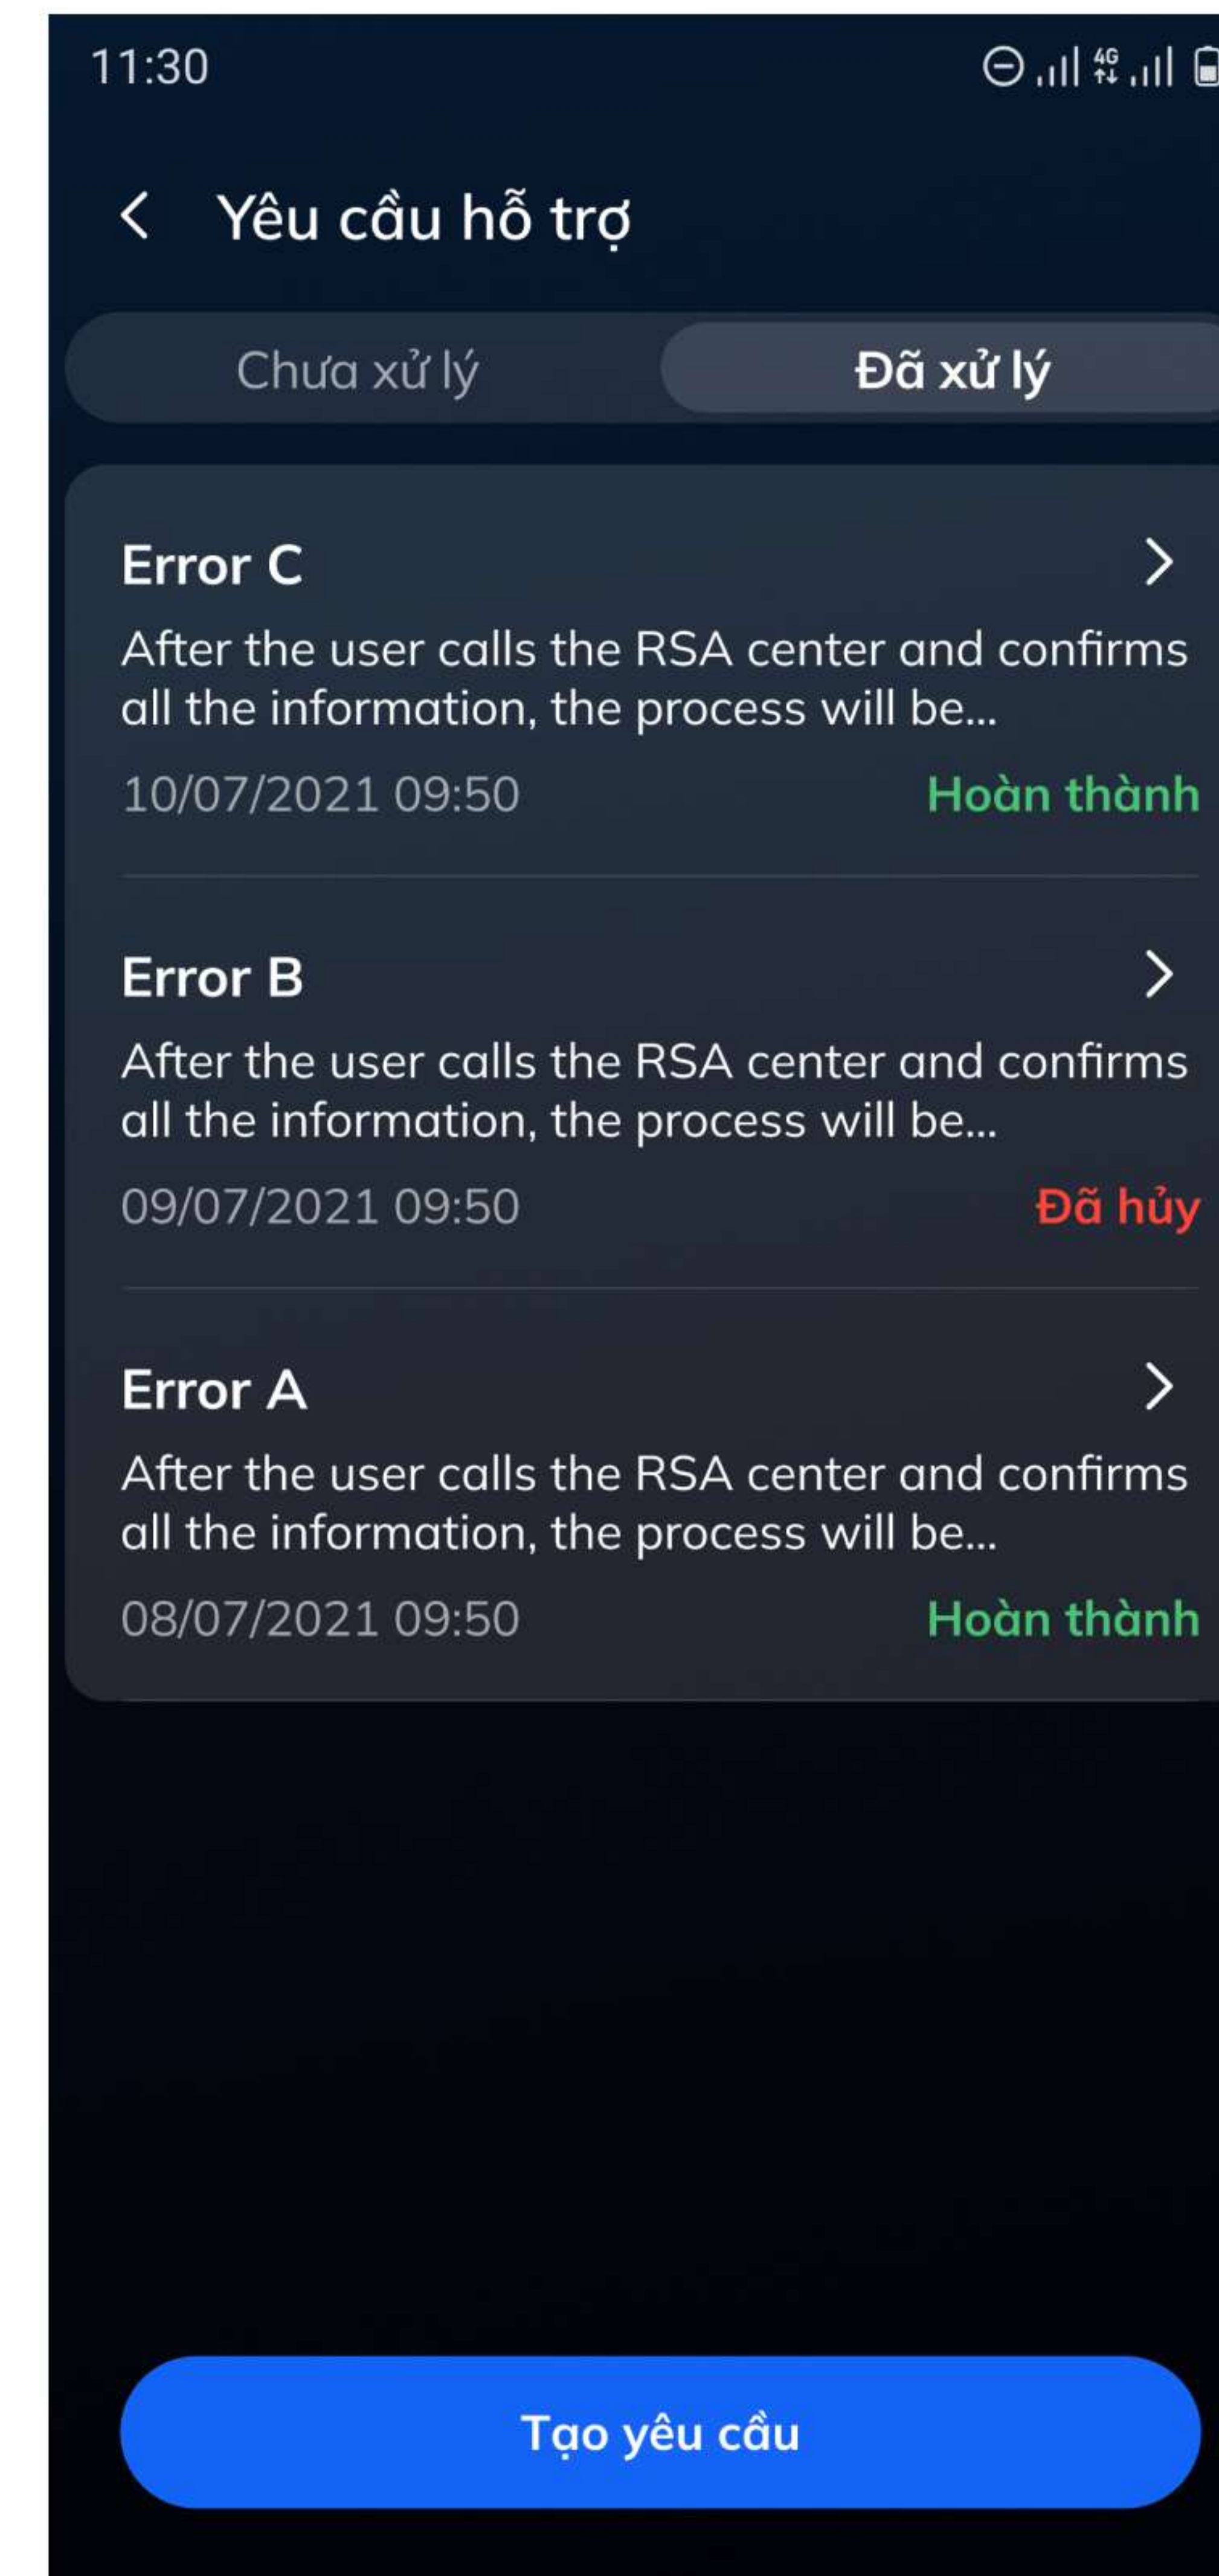 11:30
4G
Yêu cầu hỗ trợ
Chưa xử lý
Đã xử lý
Error C
After the user calls the RSA center and confirms
all the information, the process will be...
10/07/2021 09:50
Hoàn thành
Error B
After the user calls the RSA center and confirms
all the information, the process will be...
09/07/2021 09:50
Đã hủy
Error A
After the user calls the RSA center and confirms
all the information, the process will be...
08/07/2021 09:50
Hoàn thành
Tạo yêu cầu